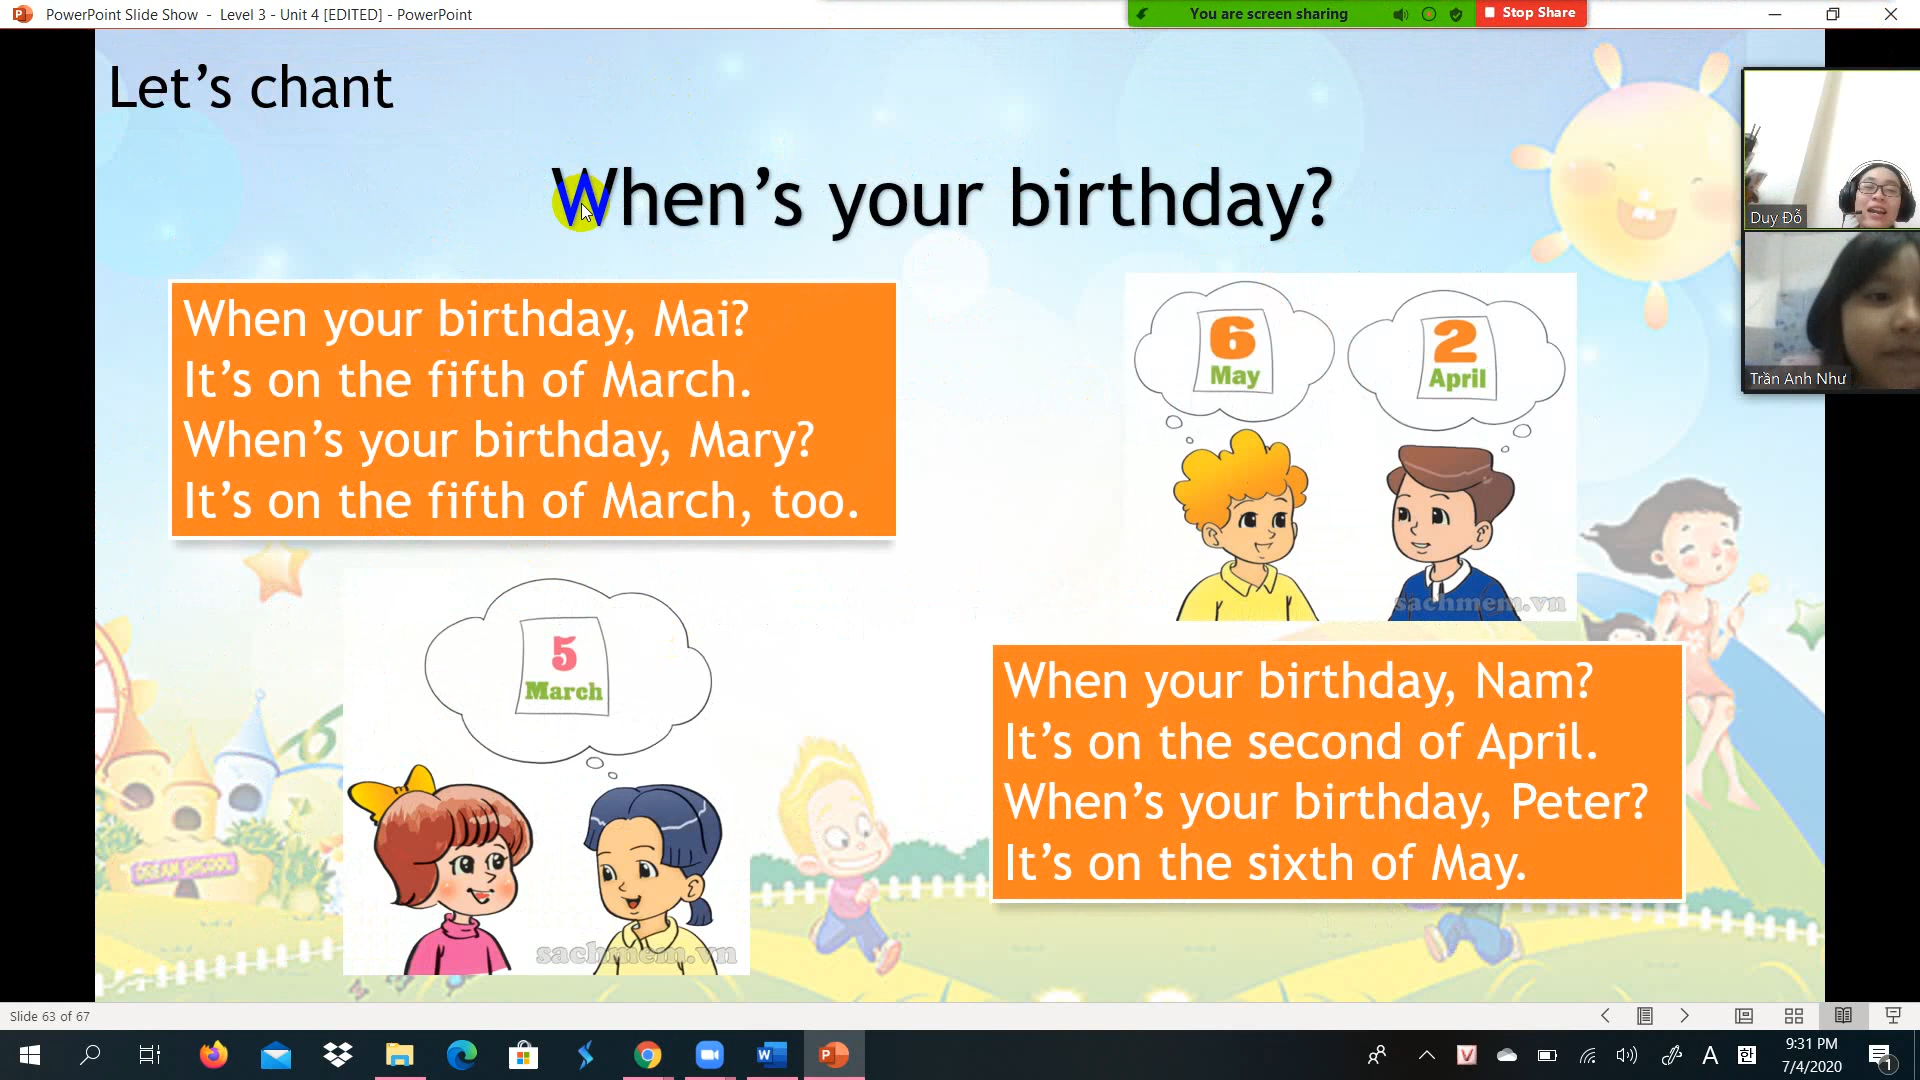 PowerPoint Slide Show - Level 3 - Unit 4 [EDITED] - PowerPoint
You are screen sharing
Stop Share
Let's chant
When's your birthday?
Duy Đỗ
Trần Anh Như
When your birthday, Mai?
It's on the fifth of March.
When's your birthday, Mary?
It's on the fifth of March, too.
6
May
2
April
sachmem.vn
5
March
sachmem.vn
DREAM SHCOOL
When your birthday, Nam?
It's on the second of April.
When's your birthday, Peter?
It's on the sixth of May.
Slide 63 of 67
A
한
9:31 PM
7/4/2020
1